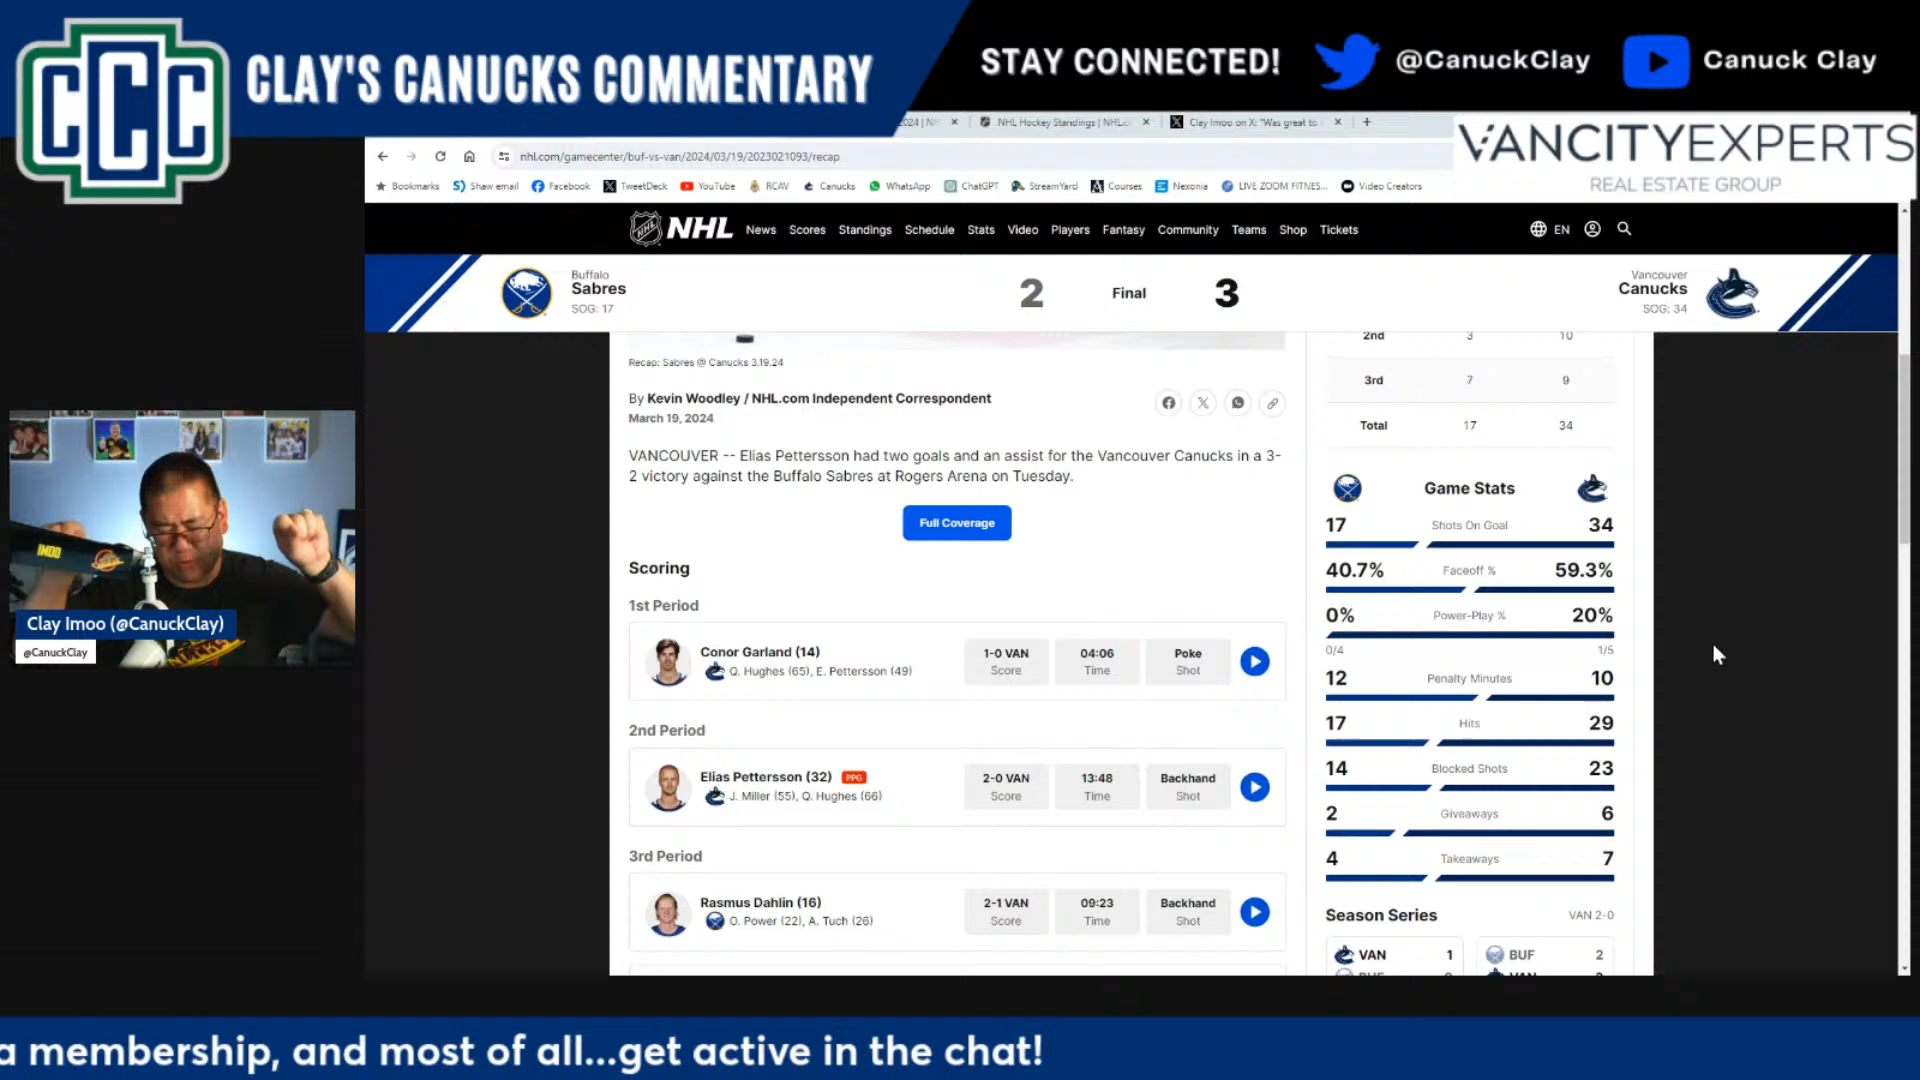 CCC
CLAY'S CANUCKS COMMENTARY
STAY CONNECTED!
@CanuckClay
Canuck Clay
NHL Hockey Standings | NHL.c
Clay Imoo on X: "Was great to
nhl.com/gamecenter/buf-vs-van/2024/03/19/2023021093/recap
VANCITYEXPERTS
REAL ESTATE GROUP
Bookmarks Shaw email Facebook TweetDeck YouTube RCAV Canucks WhatsApp ChatGPT StreamYard Courses Nexonia LIVE ZOOM FITNES... Video Creators
NHL News Scores Standings Schedule Stats Video Players Fantasy Community Teams Shop Tickets EN
Buffalo
Sabres
SOG: 17
2 Final 3
Vancouver
Canucks
SOG: 34
Recap: Sabres @ Canucks 3.19.24
By Kevin Woodley / NHL.com Independent Correspondent
March 19, 2024
VANCOUVER -- Elias Pettersson had two goals and an assist for the Vancouver Canucks in a 3-
2 victory against the Buffalo Sabres at Rogers Arena on Tuesday.
Full Coverage
Scoring
1st Period
Conor Garland (14)
Q. Hughes (65), E. Pettersson (49)
1-0 VAN
Score
04:06
Time
Poke
Shot
2nd Period
Elias Pettersson (32) PPG
J. Miller (55), Q. Hughes (66)
2-0 VAN
Score
13:48
Time
Backhand
Shot
3rd Period
Rasmus Dahlin (16)
O. Power (22), A. Tuch (26)
2-1 VAN
Score
09:23
Time
Backhand
Shot
2nd 3 10
3rd 7 9
Total 17 34
Game Stats
17 Shots On Goal 34
40.7% Faceoff % 59.3%
0% Power-Play % 20%
0/4 1/5
12 Penalty Minutes 10
17 Hits 29
14 Blocked Shots 23
2 Giveaways 6
4 Takeaways 7
Season Series VAN 2-0
VAN 1
BUF 2
IMOO
Clay Imoo (@CanuckClay)
@CanuckClay
a membership, and most of all...get active in the chat!